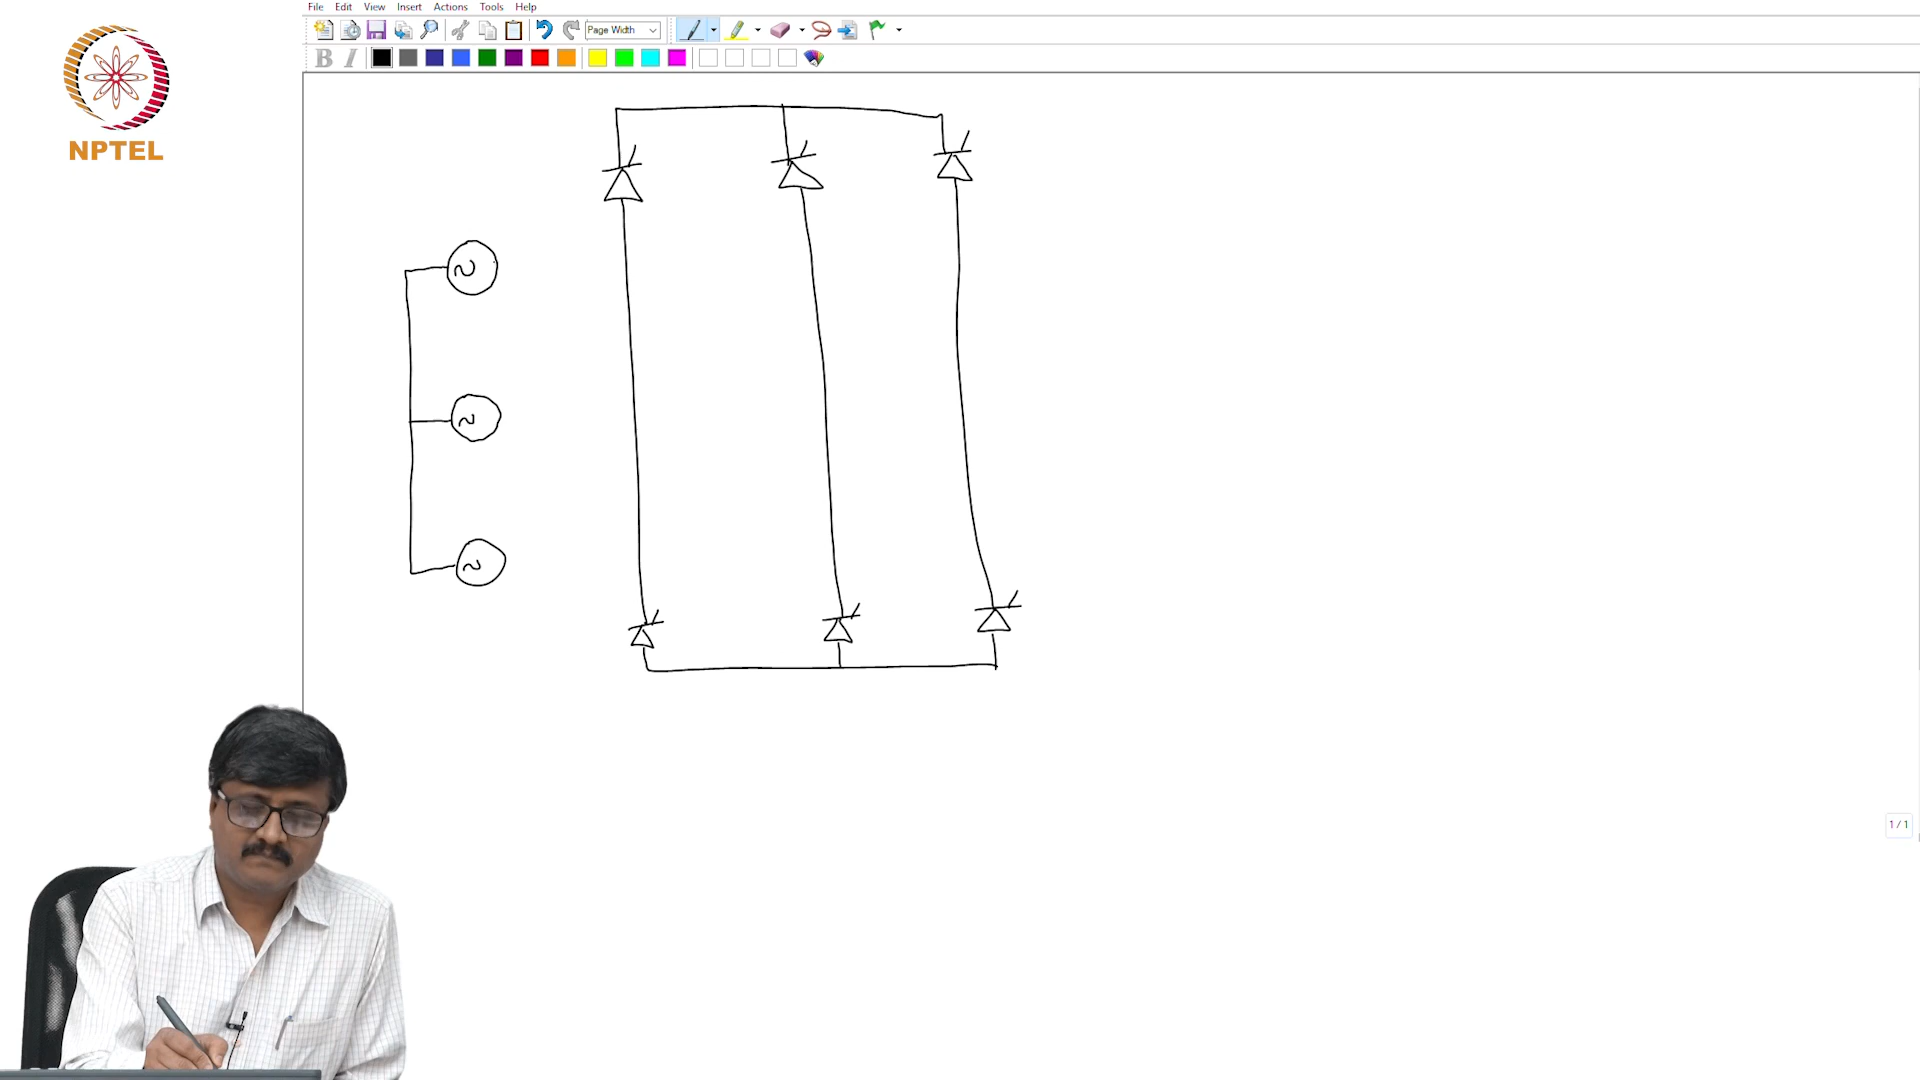 File Edit View Insert Actions Tools Help
Page Width
B I
NPTEL
1 / 1